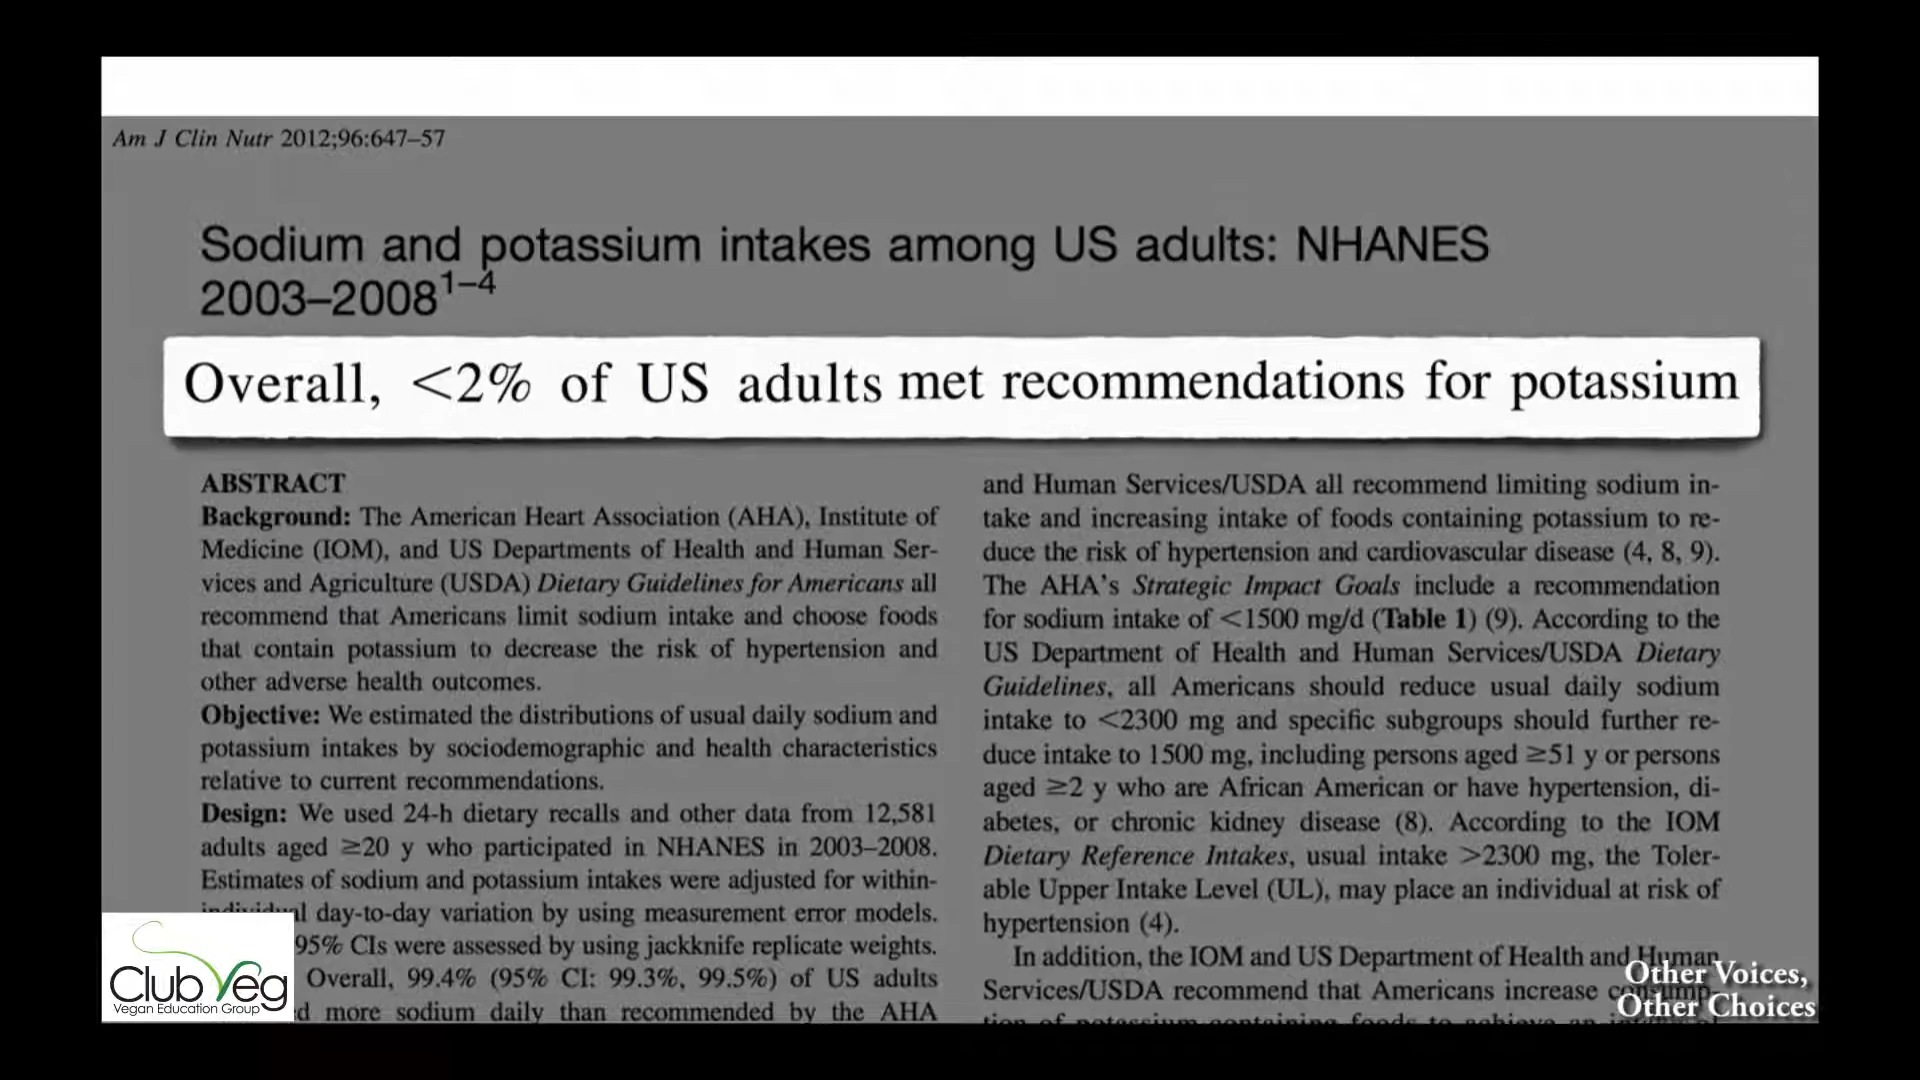 Am J Clin Nutr 2012;96:647–57
Sodium and potassium intakes among US adults: NHANES
2003–2008¹⁻⁴
Overall, <2% of US adults met recommendations for potassium
ABSTRACT
Background: The American Heart Association (AHA), Institute of
Medicine (IOM), and US Departments of Health and Human Ser-
vices and Agriculture (USDA) Dietary Guidelines for Americans all
recommend that Americans limit sodium intake and choose foods
that contain potassium to decrease the risk of hypertension and
other adverse health outcomes.
Objective: We estimated the distributions of usual daily sodium and
potassium intakes by sociodemographic and health characteristics
relative to current recommendations.
Design: We used 24-h dietary recalls and other data from 12,581
adults aged ≥20 y who participated in NHANES in 2003–2008.
Estimates of sodium and potassium intakes were adjusted for within-
individual day-to-day variation by using measurement error models.
95% CIs were assessed by using jackknife replicate weights.
Overall, 99.4% (95% CI: 99.3%, 99.5%) of US adults
more sodium daily than recommended by the AHA
and Human Services/USDA all recommend limiting sodium in-
take and increasing intake of foods containing potassium to re-
duce the risk of hypertension and cardiovascular disease (4, 8, 9).
The AHA's Strategic Impact Goals include a recommendation
for sodium intake of <1500 mg/d (Table 1) (9). According to the
US Department of Health and Human Services/USDA Dietary
Guidelines, all Americans should reduce usual daily sodium
intake to <2300 mg and specific subgroups should further re-
duce intake to 1500 mg, including persons aged ≥51 y or persons
aged ≥2 y who are African American or have hypertension, di-
abetes, or chronic kidney disease (8). According to the IOM
Dietary Reference Intakes, usual intake >2300 mg, the Toler-
able Upper Intake Level (UL), may place an individual at risk of
hypertension (4).
In addition, the IOM and US Department of Health and Human
Services/USDA recommend that Americans increase consump-
tion of potassium-containing foods to achieve an
Club Veg
Vegan Education Group
Other Voices,
Other Choices